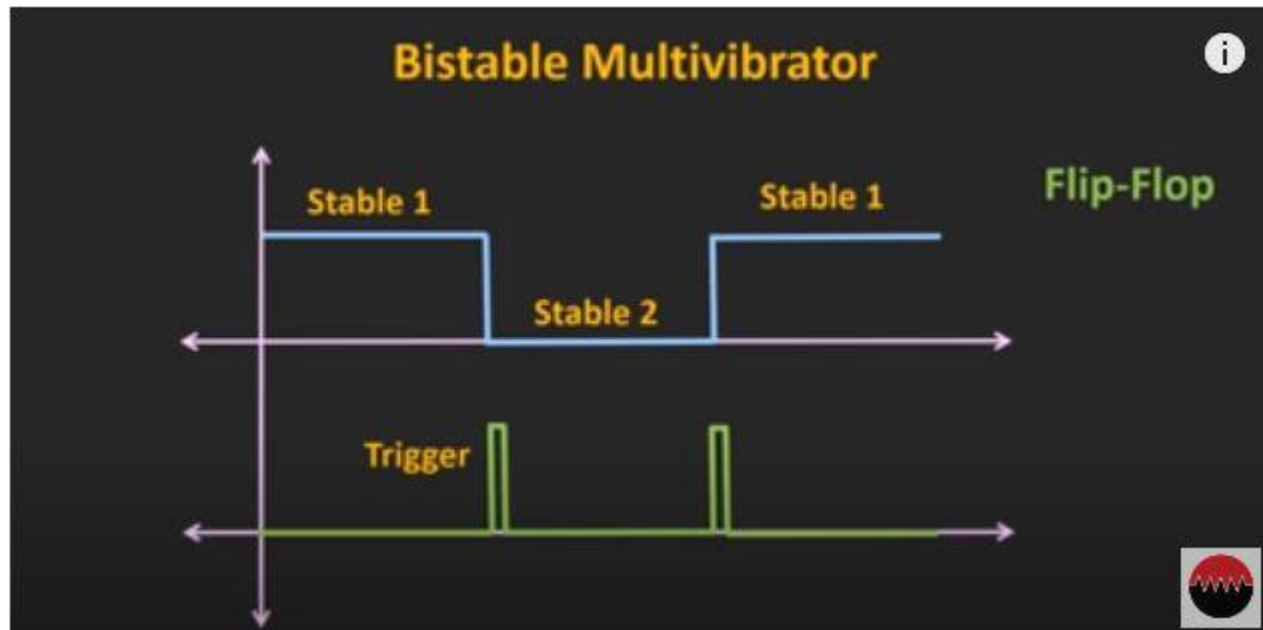 Bistable Multivibrator
i
Stable 1
Stable 1
Flip-Flop
Stable 2
Trigger